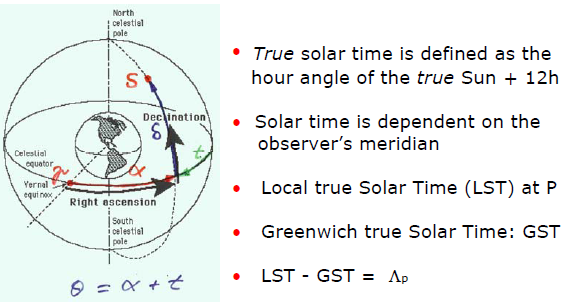 North
celestial
pole
S
Declination
δ
t
Celestial
equator
α
Vernal
equinox
♈
Right ascension
South
celestial
pole
θ = α + t
• True solar time is defined as the
hour angle of the true Sun + 12h
• Solar time is dependent on the
observer's meridian
• Local true Solar Time (LST) at P
• Greenwich true Solar Time: GST
• LST - GST = Λp